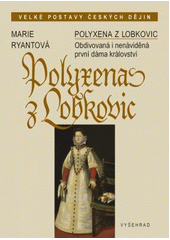 VELKÉ POSTAVY ČESKÝCH DĚJIN
MARIE
RYANTOVÁ
POLYXENA Z LOBKOVIC
Obdivovaná i nenáviděná
první dáma království
Polyxena
z Lobkovic
VYŠEHRAD